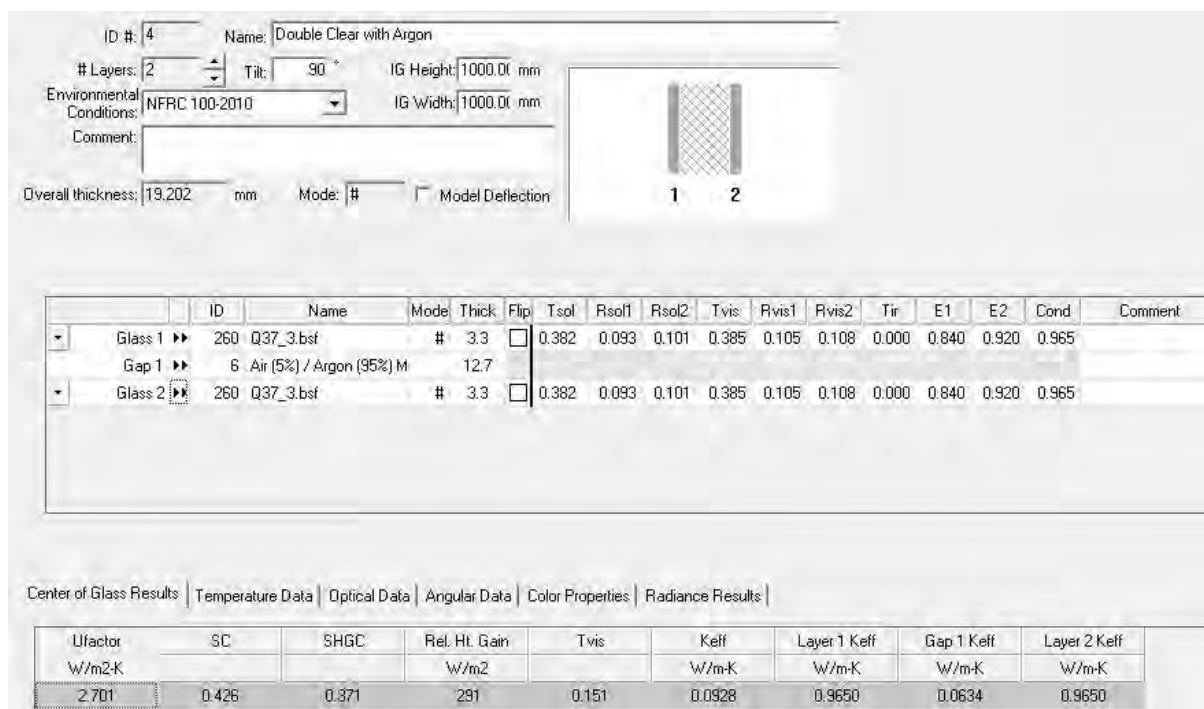 ID #: 4 Name: Double Clear with Argon
# Layers: 2 Tilt: 90 ° IG Height: 1000.0( mm
Environmental Conditions: NFRC 100-2010 IG Width: 1000.0( mm
Comment:
Overall thickness: 19.202 mm Mode: # Model Deflection
1 2
ID Name Mode Thick Flip Tsol Rsol1 Rsol2 Tvis Rvis1 Rvis2 Tir E1 E2 Cond Comment
Glass 1 260 Q37_3.bsf # 3.3 0.382 0.093 0.101 0.385 0.105 0.108 0.000 0.840 0.920 0.965
Gap 1 6 Air (5%) / Argon (95%) M 12.7
Glass 2 260 Q37_3.bsf # 3.3 0.382 0.093 0.101 0.385 0.105 0.108 0.000 0.840 0.920 0.965
Center of Glass Results Temperature Data Optical Data Angular Data Color Properties Radiance Results
Ufactor SC SHGC Rel. Ht. Gain Tvis Keff Layer 1 Keff Gap 1 Keff Layer 2 Keff
W/m2-K W/m2 W/m-K W/m-K W/m-K W/m-K
2.701 0.426 0.371 291 0.151 0.0928 0.9650 0.0634 0.9650